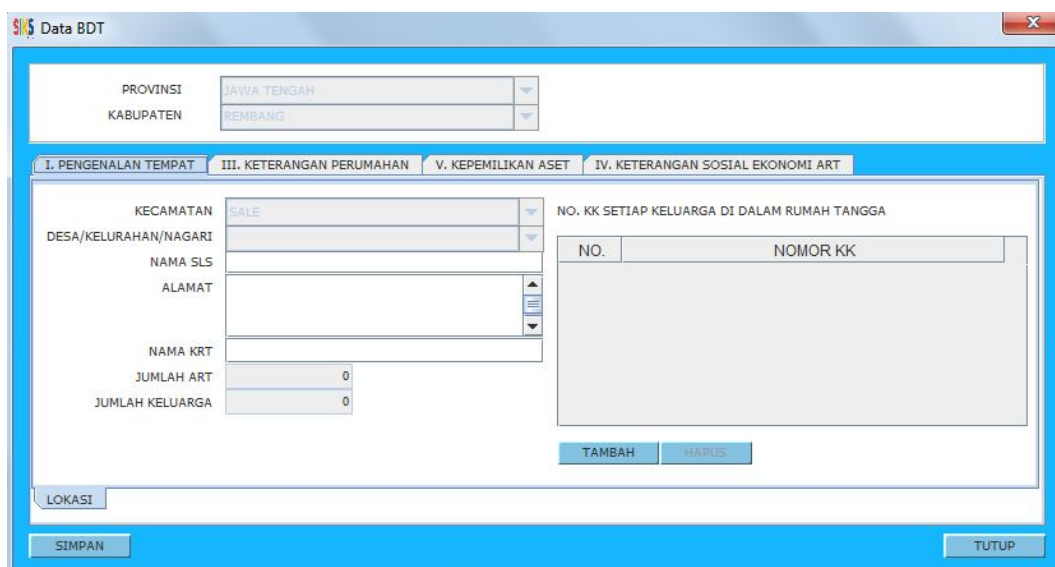 SIKS Data BDT
PROVINSI JAWA TENGAH
KABUPATEN REMBANG
I. PENGENALAN TEMPAT III. KETERANGAN PERUMAHAN V. KEPEMILIKAN ASET IV. KETERANGAN SOSIAL EKONOMI ART
KECAMATAN SALE
DESA/KELURAHAN/NAGARI
NAMA SLS
ALAMAT
NAMA KRT
JUMLAH ART 0
JUMLAH KELUARGA 0
NO. KK SETIAP KELUARGA DI DALAM RUMAH TANGGA
NO. NOMOR KK
TAMBAH HAPUS
LOKASI
SIMPAN TUTUP